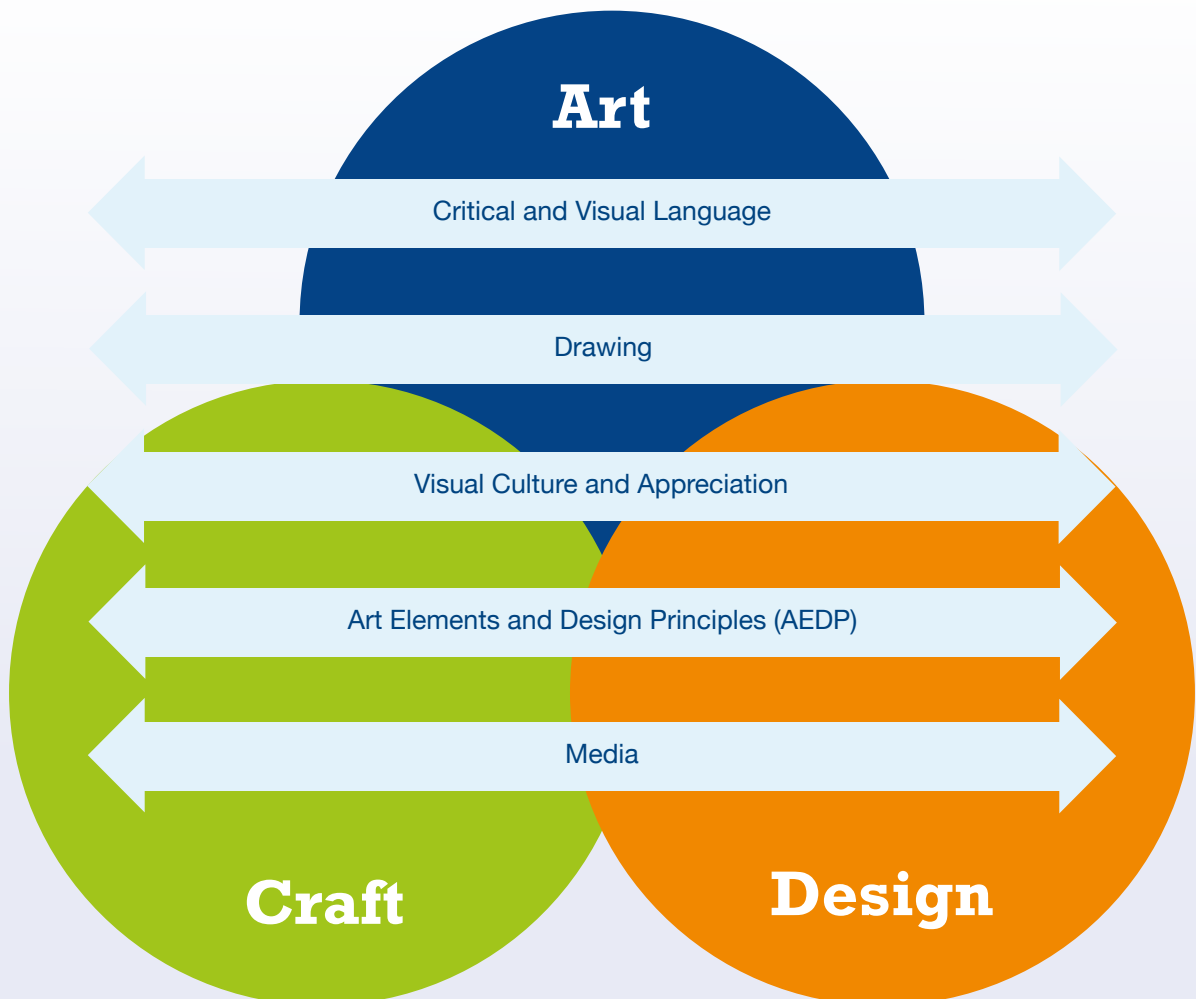 Art
Critical and Visual Language
Drawing
Visual Culture and Appreciation
Art Elements and Design Principles (AEDP)
Media
Craft
Design